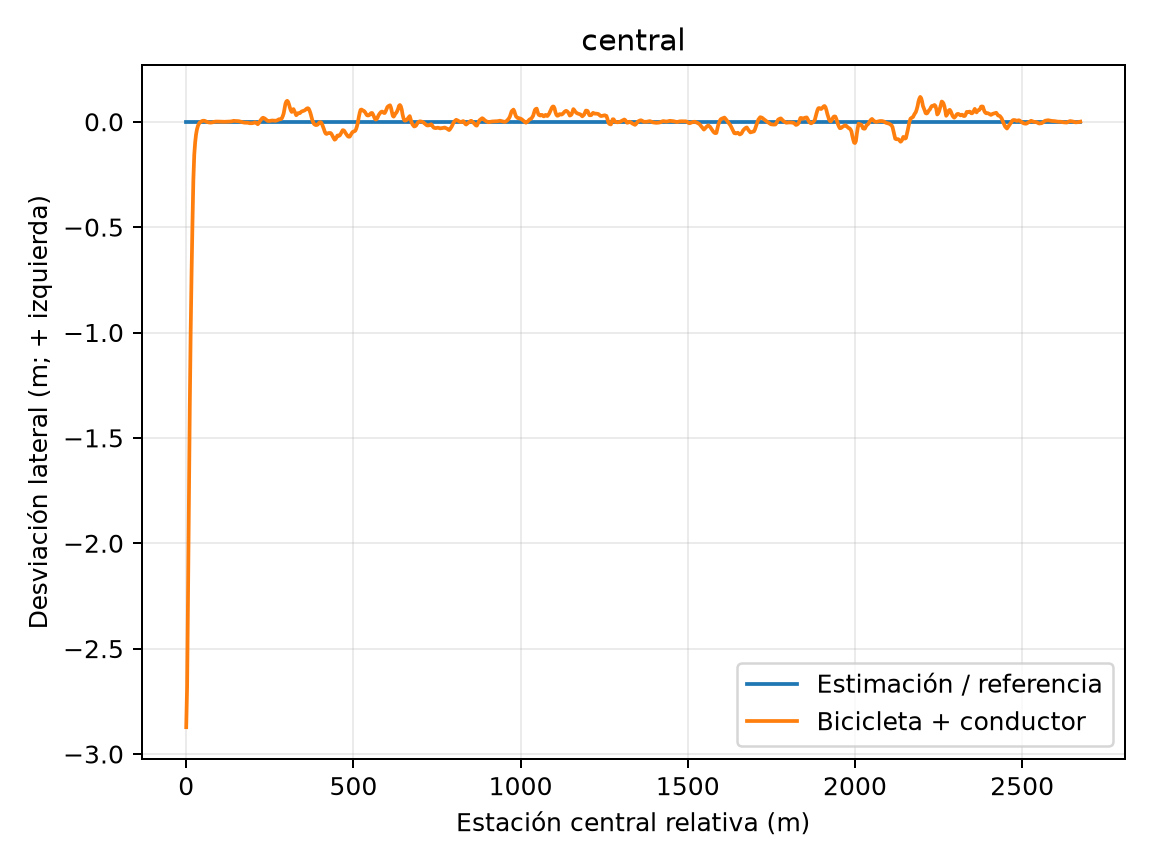 central
0.0
−0.5
−1.0
−1.5
−2.0
−2.5
−3.0
Desviación lateral (m; + izquierda)
Estimación / referencia
Bicicleta + conductor
0 500 1000 1500 2000 2500
Estación central relativa (m)